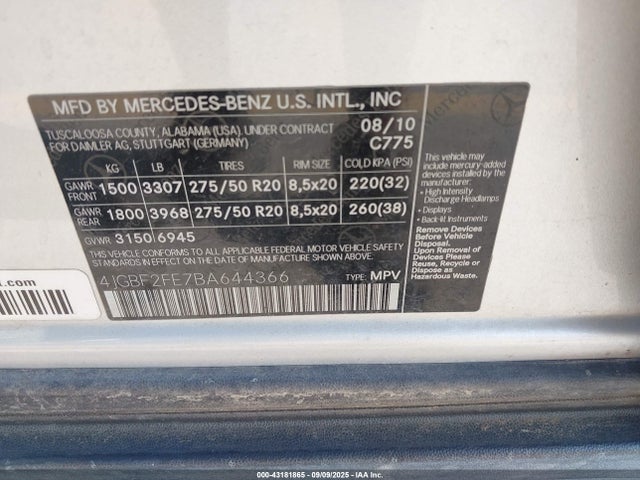 MFD BY MERCEDES-BENZ U.S. INTL., INC
TUSCALOOSA COUNTY, ALABAMA (USA), UNDER CONTRACT 08/10
FOR DAIMLER AG, STUTTGART (GERMANY) C775
KG LB TIRES RIM SIZE COLD KPA (PSI)
GAWR FRONT 1500 3307 275/50 R20 8,5x20 220(32)
GAWR REAR 1800 3968 275/50 R20 8,5x20 260(38)
GVWR 3150 6945
THIS VEHICLE CONFORMS TO ALL APPLICABLE FEDERAL MOTOR VEHICLE SAFETY
STANDARDS IN EFFECT ON THE DATE OF MANUFACTURE SHOWN ABOVE.
4JGBF2FE7BA644366 TYPE: MPV
This vehicle may
include mercury-added
devices installed by the
manufacturer:
• High Intensity
Discharge Headlamps
• Displays
• Back-lit Instruments
Remove Devices
Before Vehicle
Disposal.
Upon Removal of
Devices Please
Reuse, Recycle or
Dispose as
Hazardous Waste.
.com
000-43181865 - 09/09/2025 - IAA Inc.